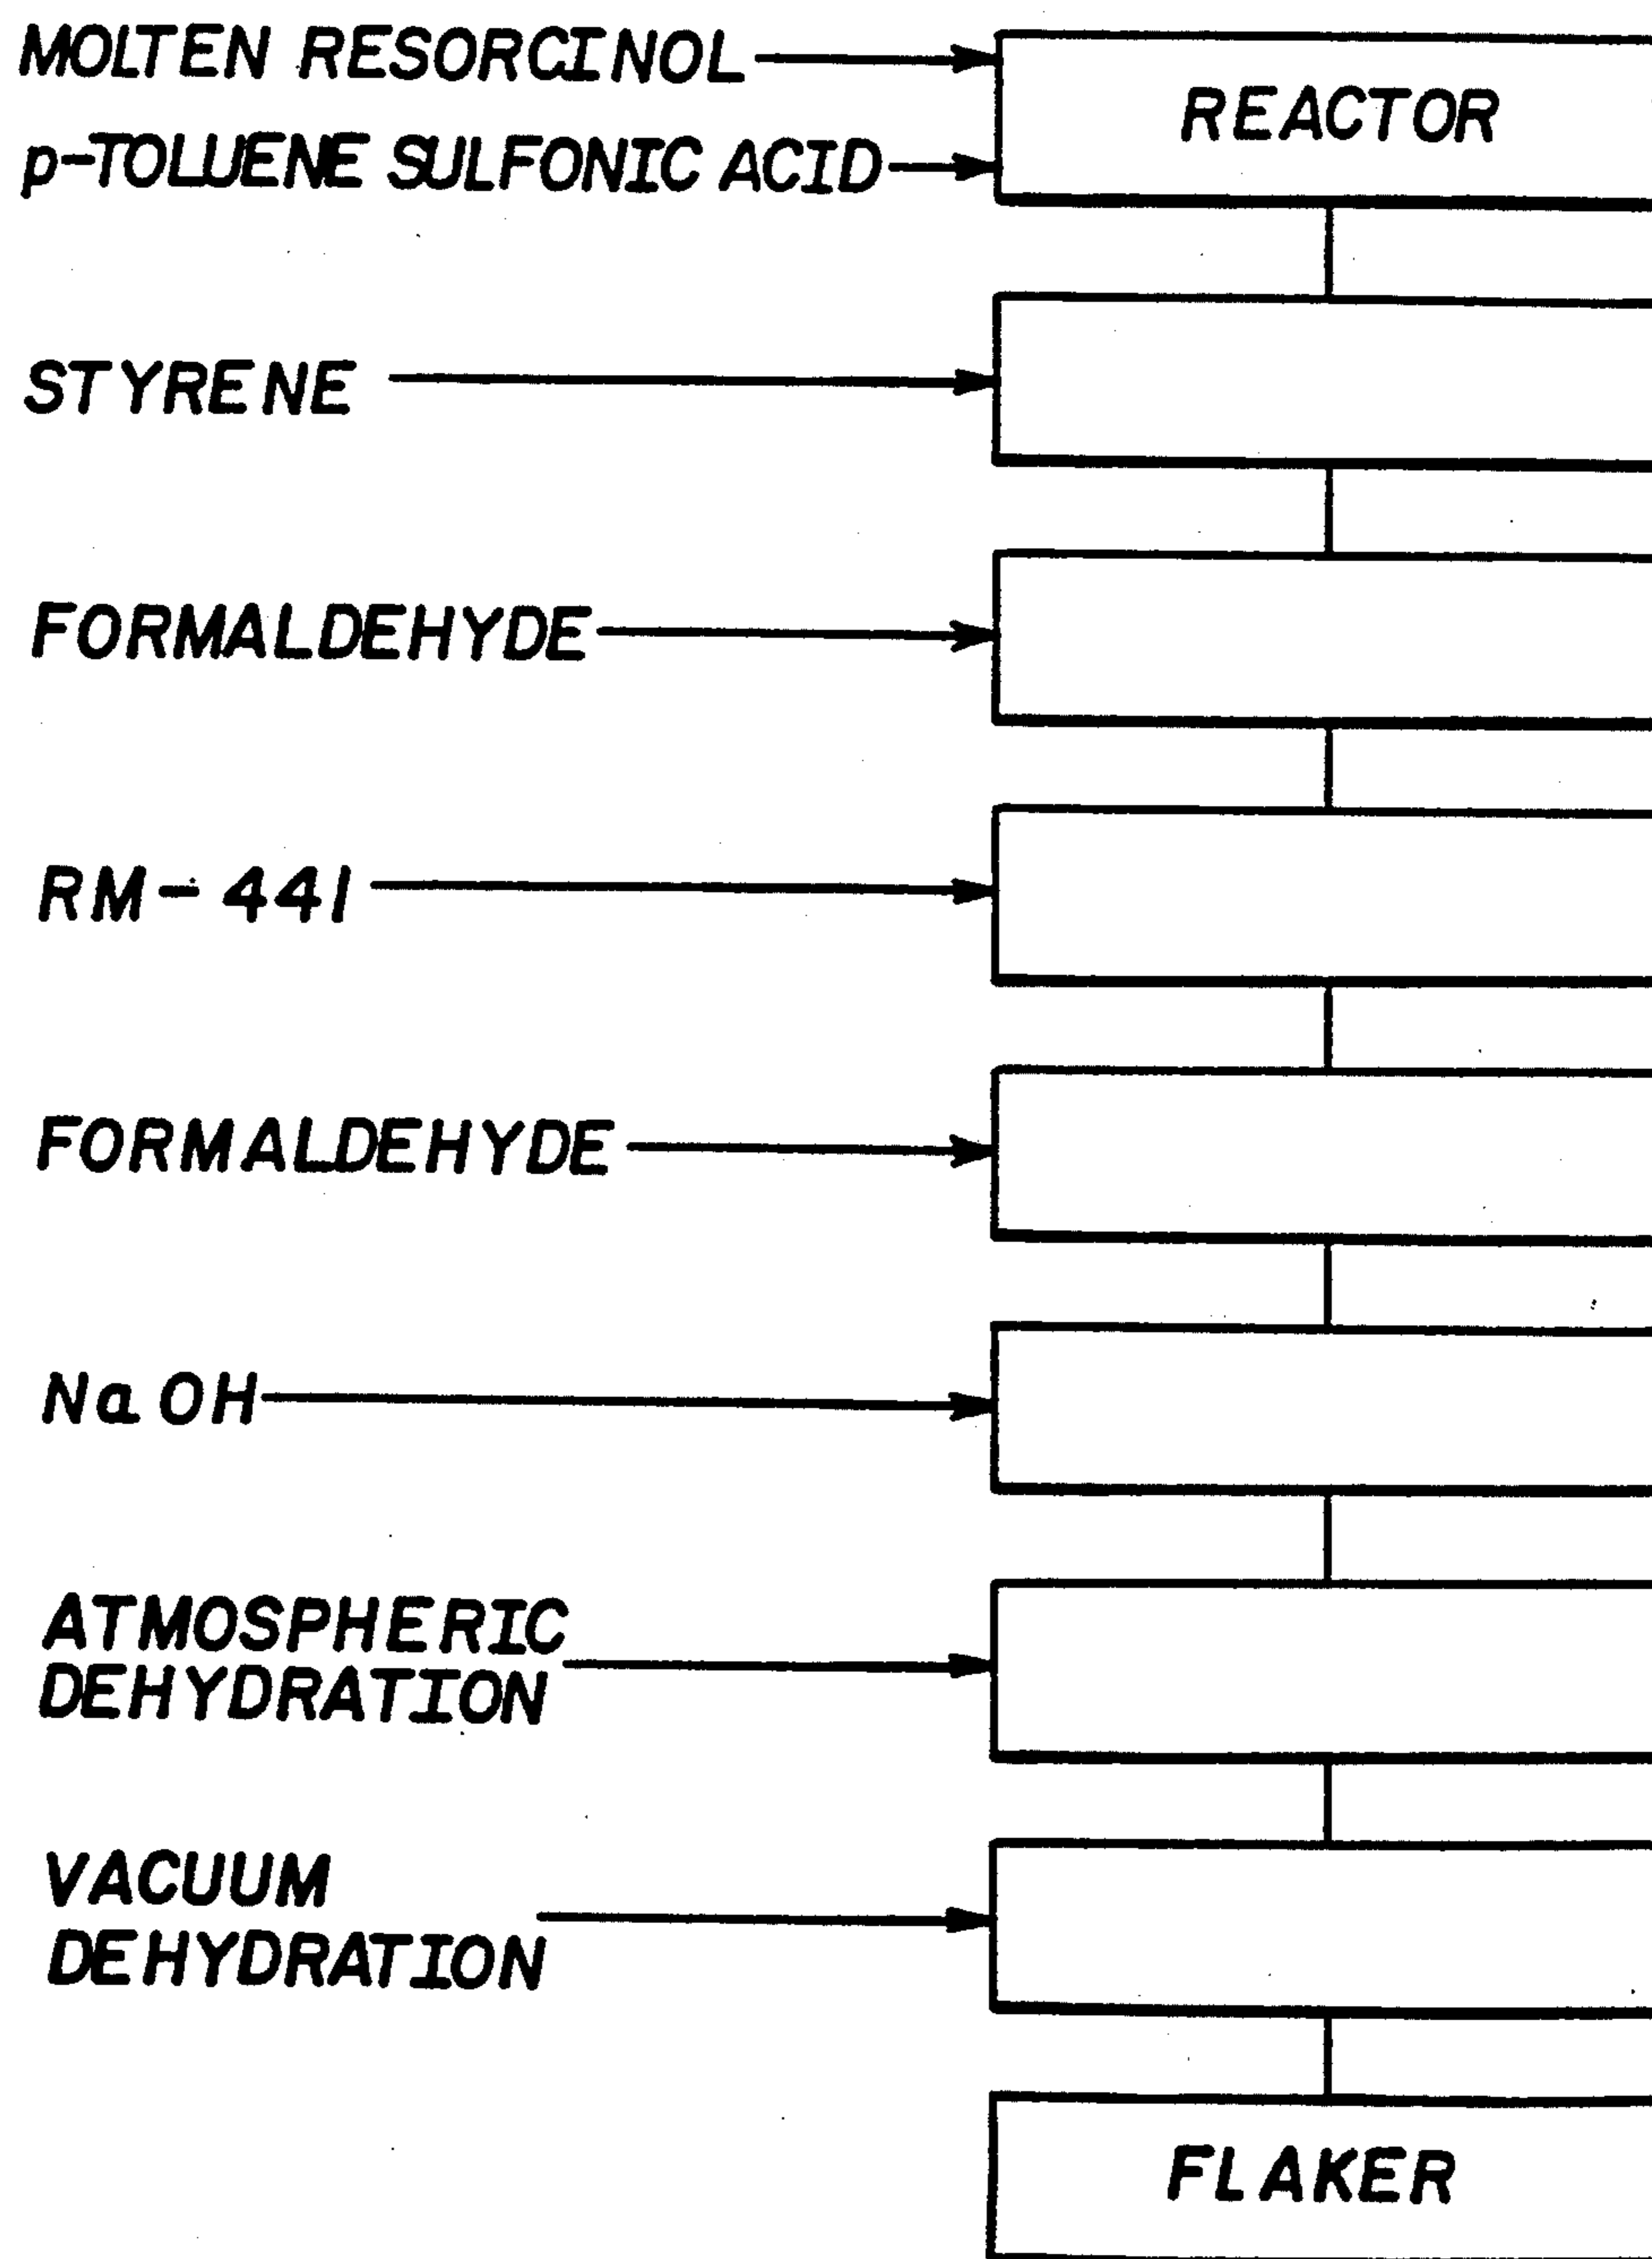 MOLTEN RESORCINOL
REACTOR
p-TOLUENE SULFONIC ACID
STYRENE
FORMALDEHYDE
RM-441
FORMALDEHYDE
NaOH
ATMOSPHERIC
DEHYDRATION
VACUUM
DEHYDRATION
FLAKER